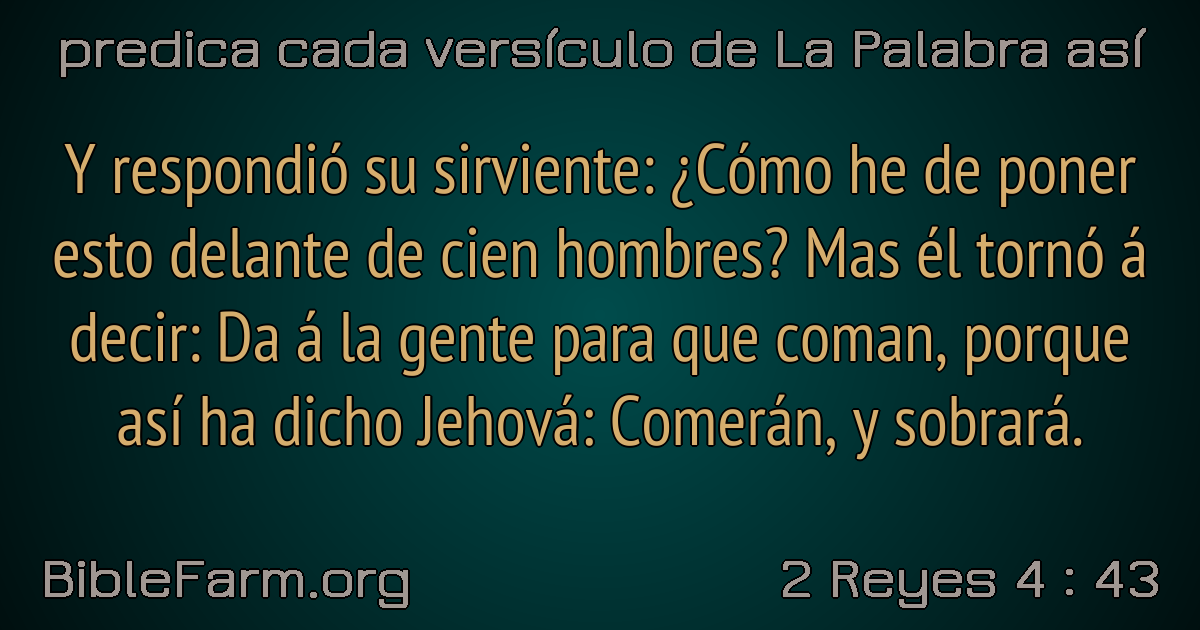 predica cada versículo de La Palabra así
Y respondió su sirviente: ¿Cómo he de poner
esto delante de cien hombres? Mas él tornó á
decir: Da á la gente para que coman, porque
así ha dicho Jehová: Comerán, y sobrará.
BibleFarm.org
2 Reyes 4 : 43